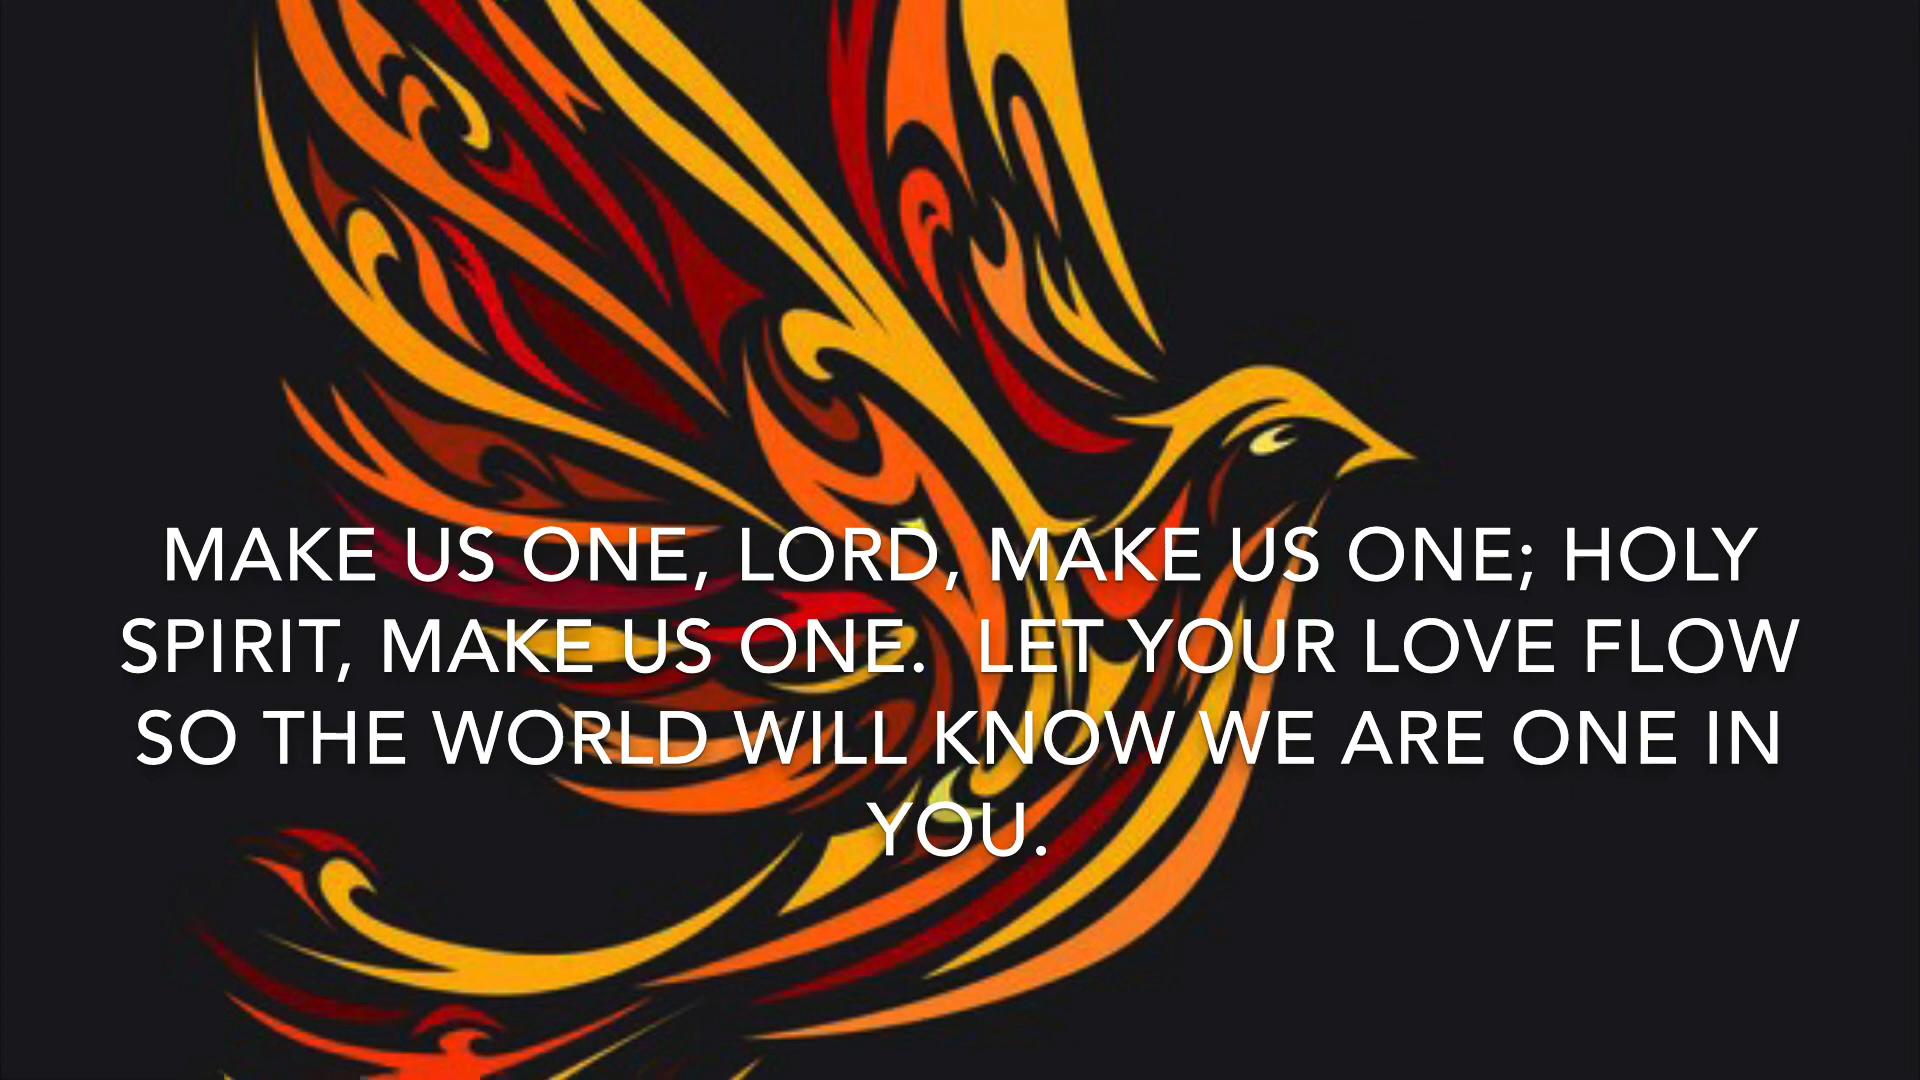 MAKE US ONE, LORD, MAKE US ONE; HOLY
SPIRIT, MAKE US ONE.  LET YOUR LOVE FLOW
SO THE WORLD WILL KNOW WE ARE ONE IN
YOU.